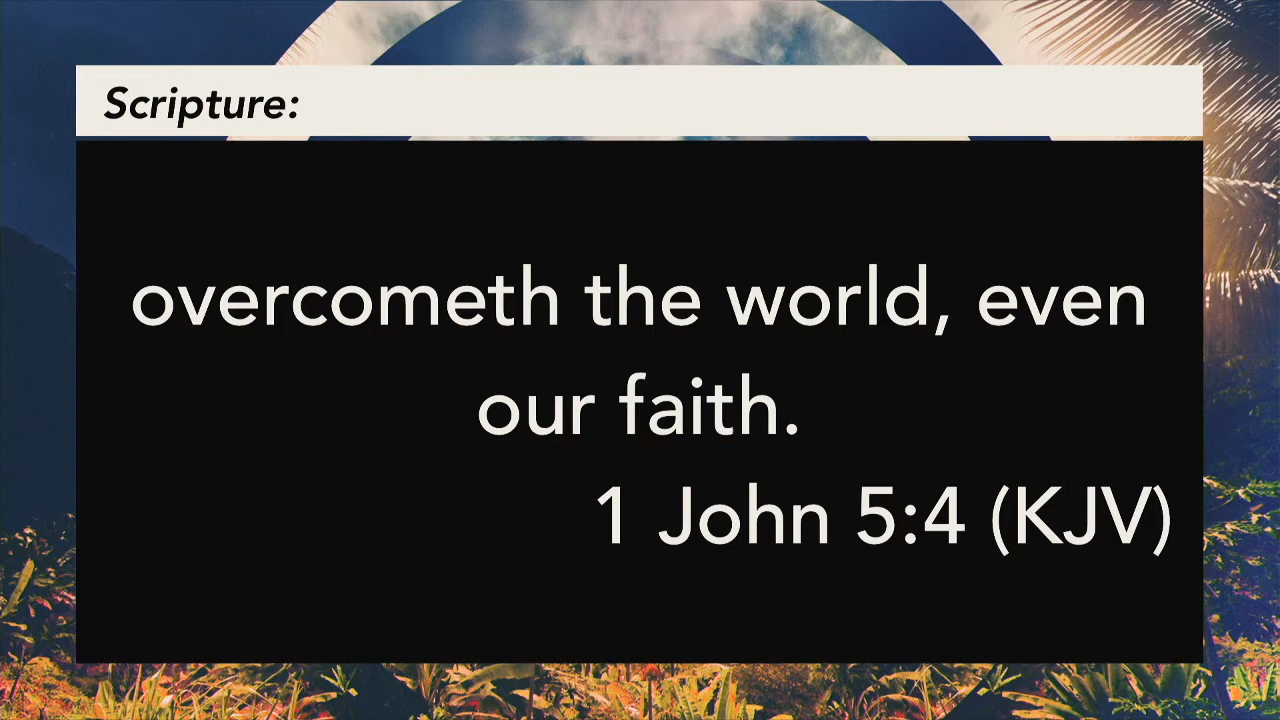 Scripture:
overcometh the world, even
our faith.
1 John 5:4 (KJV)